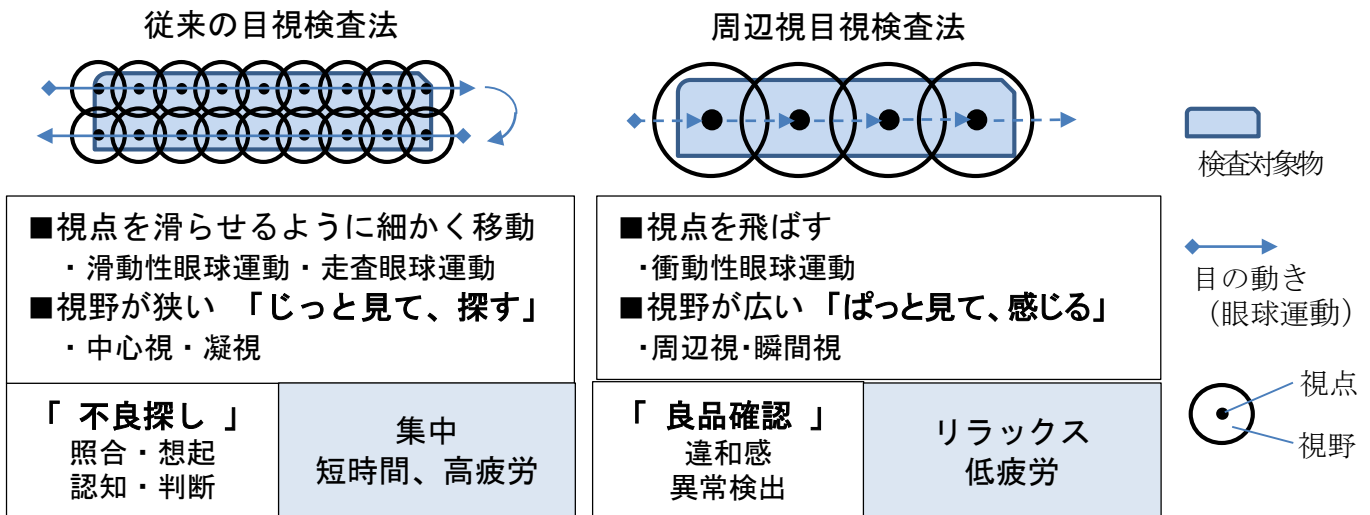 従来の目視検査法
■視点を滑らせるように細かく移動
・滑動性眼球運動・走査眼球運動
■視野が狭い 「じっと見て、探す」
・中心視・凝視
「 不良探し 」
照合・想起
認知・判断
集中
短時間、高疲労
周辺視目視検査法
■視点を飛ばす
・衝動性眼球運動
■視野が広い 「ぱっと見て、感じる」
・周辺視・瞬間視
「 良品確認 」
違和感
異常検出
リラックス
低疲労
検査対象物
目の動き
（眼球運動）
視点
視野